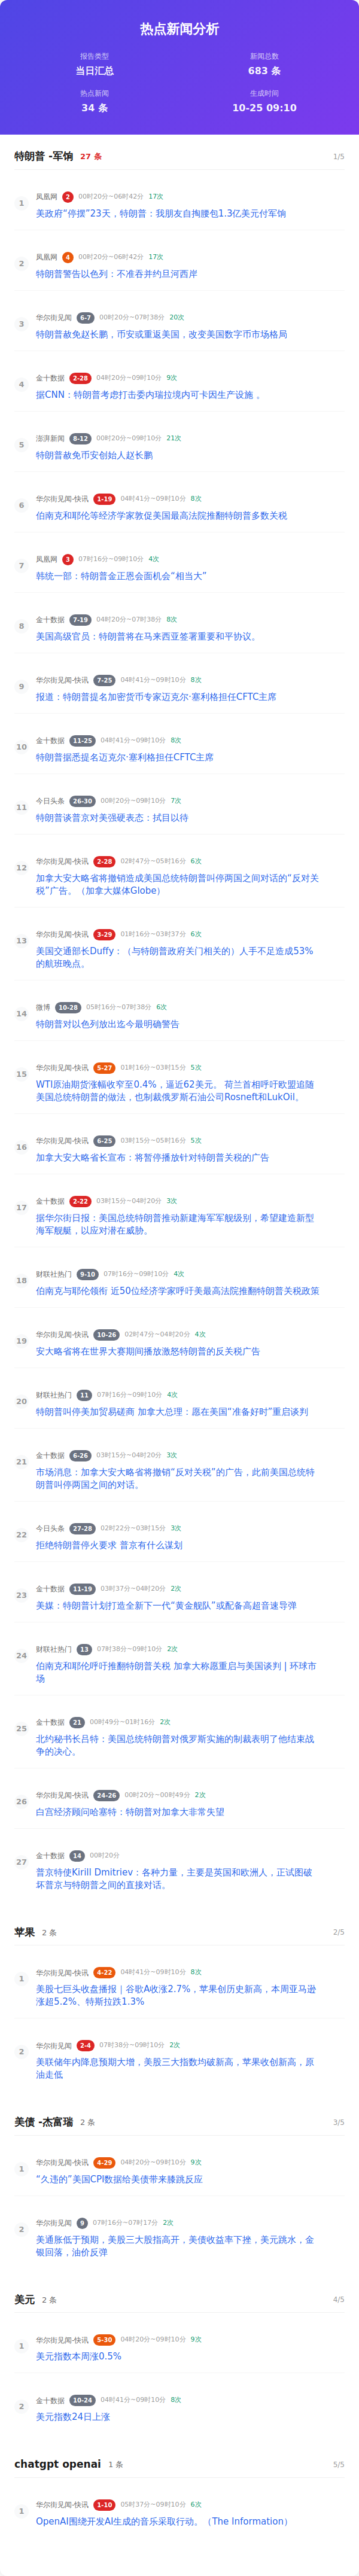 热点新闻分析
报告类型
当日汇总
新闻总数
683 条
热点新闻
34 条
生成时间
10-25 09:10
特朗普 -军饷 27 条 1/5
1
凤凰网 2 00时20分~06时42分 17次
美政府“停摆”23天，特朗普：我朋友自掏腰包1.3亿美元付军饷
2
凤凰网 4 00时20分~06时42分 17次
特朗普警告以色列：不准吞并约旦河西岸
3
华尔街见闻 6-7 00时20分~07时38分 20次
特朗普赦免赵长鹏，币安或重返美国，改变美国数字市场格局
4
金十数据 2-28 04时20分~09时10分 9次
据CNN：特朗普考虑打击委内瑞拉境内可卡因生产设施 。
5
澎湃新闻 8-12 00时20分~09时10分 21次
特朗普赦免币安创始人赵长鹏
6
华尔街见闻-快讯 1-19 04时41分~09时10分 8次
伯南克和耶伦等经济学家敦促美国最高法院推翻特朗普多数关税
7
凤凰网 3 07时16分~09时10分 4次
韩统一部：特朗普金正恩会面机会“相当大”
8
金十数据 7-19 04时20分~07时38分 8次
美国高级官员：特朗普将在马来西亚签署重要和平协议。
9
华尔街见闻-快讯 7-25 04时41分~09时10分 8次
报道：特朗普提名加密货币专家迈克尔·塞利格担任CFTC主席
10
金十数据 11-25 04时41分~09时10分 8次
特朗普据悉提名迈克尔·塞利格担任CFTC主席
11
今日头条 26-30 00时20分~09时10分 7次
特朗普谈普京对美强硬表态：拭目以待
12
华尔街见闻-快讯 2-28 02时47分~05时16分 6次
加拿大安大略省将撤销造成美国总统特朗普叫停两国之间对话的“反对关
税”广告。（加拿大媒体Globe）
13
华尔街见闻-快讯 3-29 01时16分~03时37分 6次
美国交通部长Duffy：（与特朗普政府关门相关的）人手不足造成53%
的航班晚点。
14
微博 10-28 05时16分~07时38分 6次
特朗普对以色列放出迄今最明确警告
15
华尔街见闻-快讯 5-27 01时16分~03时15分 5次
WTI原油期货涨幅收窄至0.4%，逼近62美元。 荷兰首相呼吁欧盟追随
美国总统特朗普的做法，也制裁俄罗斯石油公司Rosneft和LukOil。
16
华尔街见闻-快讯 6-25 03时15分~05时16分 5次
加拿大安大略省长宣布：将暂停播放针对特朗普关税的广告
17
金十数据 2-22 03时15分~04时20分 3次
据华尔街日报：美国总统特朗普推动新建海军军舰级别，希望建造新型
海军舰艇，以应对潜在威胁。
18
财联社热门 9-10 07时16分~09时10分 4次
伯南克与耶伦领衔 近50位经济学家呼吁美最高法院推翻特朗普关税政策
19
华尔街见闻-快讯 10-26 02时47分~04时20分 4次
安大略省将在世界大赛期间播放激怒特朗普的反关税广告
20
财联社热门 11 07时16分~09时10分 4次
特朗普叫停美加贸易磋商 加拿大总理：愿在美国“准备好时”重启谈判
21
金十数据 6-26 03时15分~04时20分 3次
市场消息：加拿大安大略省将撤销“反对关税”的广告，此前美国总统特
朗普叫停两国之间的对话。
22
今日头条 27-28 02时22分~03时15分 3次
拒绝特朗普停火要求 普京有什么谋划
23
金十数据 11-19 03时37分~04时20分 2次
美媒：特朗普计划打造全新下一代“黄金舰队”或配备高超音速导弹
24
财联社热门 13 07时38分~09时10分 2次
伯南克和耶伦呼吁推翻特朗普关税 加拿大称愿重启与美国谈判｜环球市
场
25
金十数据 21 00时49分~01时16分 2次
北约秘书长吕特：美国总统特朗普对俄罗斯实施的制裁表明了他结束战
争的决心。
26
华尔街见闻-快讯 24-26 00时20分~00时49分 2次
白宫经济顾问哈塞特：特朗普对加拿大非常失望
27
金十数据 14 00时20分
普京特使Kirill Dmitriev：各种力量，主要是英国和欧洲人，正试图破
坏普京与特朗普之间的直接对话。
苹果 2 条 2/5
1
华尔街见闻-快讯 4-22 04时41分~09时10分 8次
美股七巨头收盘播报｜谷歌A收涨2.7%，苹果创历史新高，本周亚马逊
涨超5.2%、特斯拉跌1.3%
2
华尔街见闻 2-4 07时38分~09时10分 2次
美联储年内降息预期大增，美股三大指数均破新高，苹果收创新高，原
油走低
美债 -杰富瑞 2 条 3/5
1
华尔街见闻-快讯 4-29 04时20分~09时10分 9次
“久违的”美国CPI数据给美债带来膝跳反应
2
华尔街见闻 9 07时16分~07时17分 2次
美通胀低于预期，美股三大股指高开，美债收益率下挫，美元跳水，金
银回落，油价反弹
美元 2 条 4/5
1
华尔街见闻-快讯 5-30 04时20分~09时10分 9次
美元指数本周涨0.5%
2
金十数据 10-24 04时41分~09时10分 8次
美元指数24日上涨
chatgpt openai 1 条 5/5
1
华尔街见闻-快讯 1-10 05时37分~09时10分 6次
OpenAI围绕开发AI生成的音乐采取行动。（The Information）